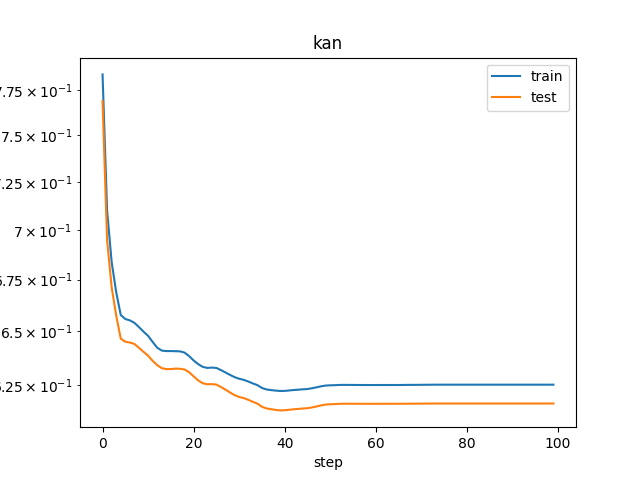 kan
train
test
7.75 × 10⁻¹
7.5 × 10⁻¹
7.25 × 10⁻¹
7 × 10⁻¹
6.75 × 10⁻¹
6.5 × 10⁻¹
6.25 × 10⁻¹
0 20 40 60 80 100
step